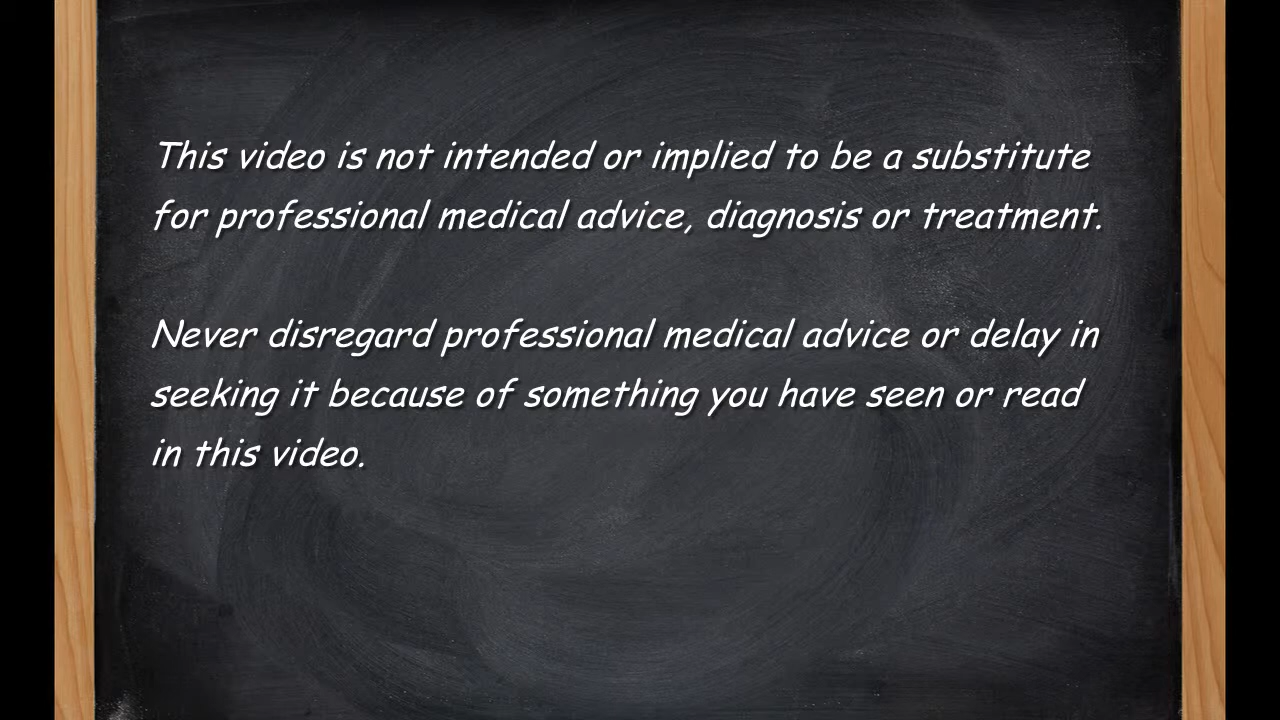 This video is not intended or implied to be a substitute
for professional medical advice, diagnosis or treatment.
Never disregard professional medical advice or delay in
seeking it because of something you have seen or read
in this video.